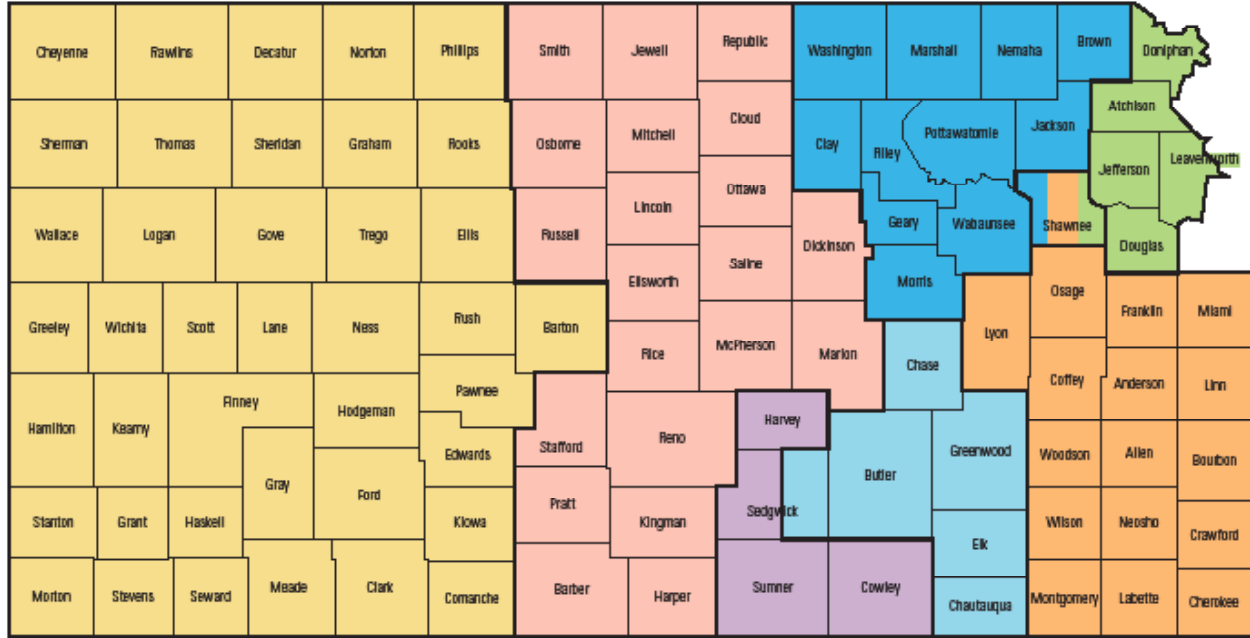 Cheyenne Rawlins Decatur Norton Phillips Smith Jewell Republic Washington Marshall Nemaha Brown Doniphan
Sherman Thomas Sheridan Graham Rooks Osborne Mitchell Cloud Clay Riley Pottawatomie Jackson Atchison
Jefferson Leavenworth
Wallace Logan Gove Trego Ellis Russell Lincoln Ottawa Dickinson Geary Wabaunsee Shawnee Douglas
Ellsworth Saline Morris
Greeley Wichita Scott Lane Ness Rush Barton Rice McPherson Marion Chase Lyon Osage Franklin Miami
Hamilton Kearny Finney Hodgeman Pawnee Coffey Anderson Linn
Edwards Stafford Reno Harvey Butler Greenwood Woodson Allen Bourbon
Gray Ford
Stanton Grant Haskell Kiowa Pratt Kingman Sedgwick Elk Wilson Neosho Crawford
Morton Stevens Seward Meade Clark Comanche Barber Harper Sumner Cowley Chautauqua Montgomery Labette Cherokee